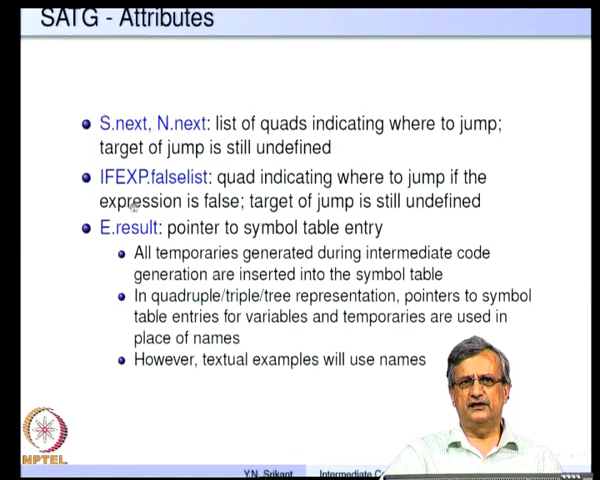 SATG - Attributes
S.next, N.next: list of quads indicating where to jump;
target of jump is still undefined
IFEXP.falselist: quad indicating where to jump if the
expression is false; target of jump is still undefined
E.result: pointer to symbol table entry
All temporaries generated during intermediate code
generation are inserted into the symbol table
In quadruple/triple/tree representation, pointers to symbol
table entries for variables and temporaries are used in
place of names
However, textual examples will use names
NPTEL
Y.N. Srikant Intermediate